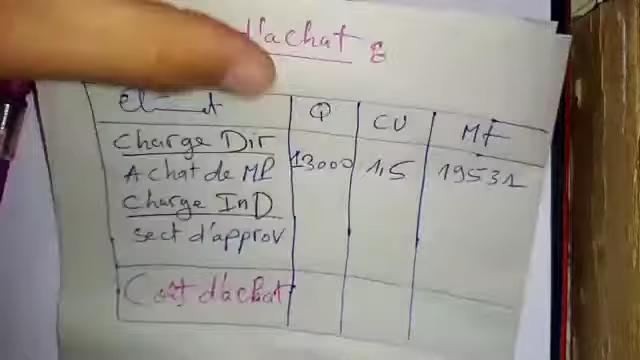 d'achat :
Q CU Mt
Charge Dir
Achat de MP 13000 1,5 19531
Charge InD
sect d'approv
Coût d'achat